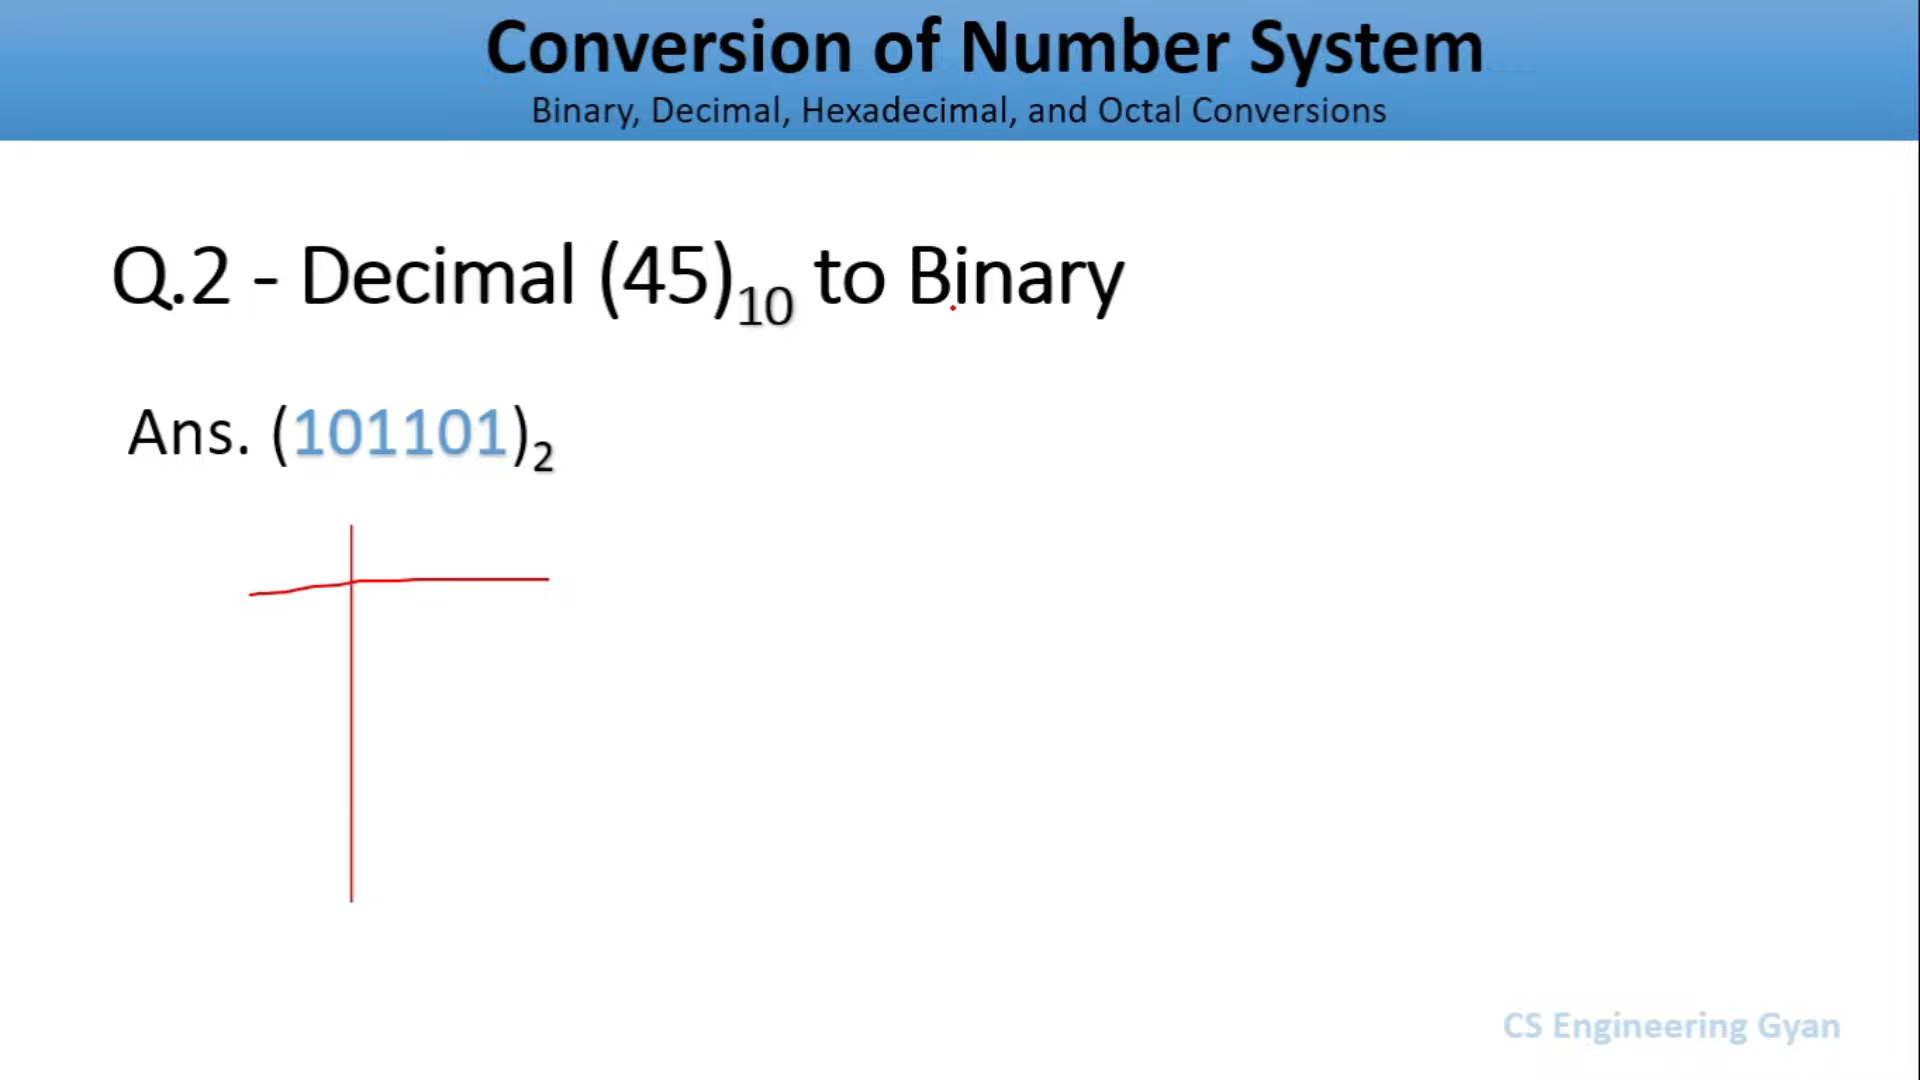 Conversion of Number System
Binary, Decimal, Hexadecimal, and Octal Conversions
Q.2 - Decimal (45)₁₀ to Binary
Ans. (101101)₂
CS Engineering Gyan